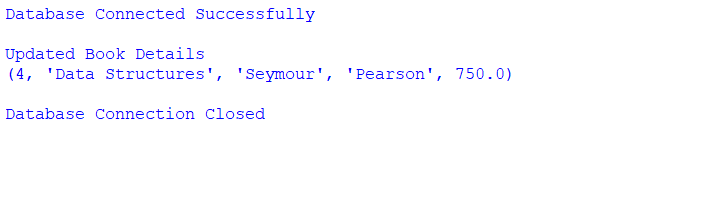 Database Connected Successfully
Updated Book Details
(4, 'Data Structures', 'Seymour', 'Pearson', 750.0)
Database Connection Closed